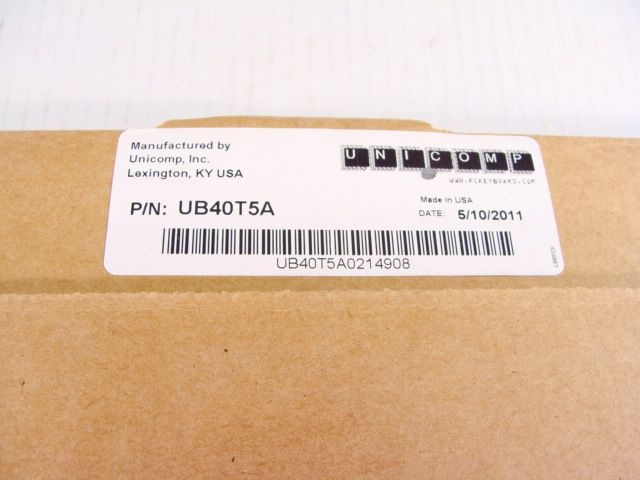 Manufactured by
Unicomp, Inc.
Lexington, KY USA
UNICOMP
WWW.PCKEYBOARD.COM
P/N: UB40T5A
Made in USA
DATE: 5/10/2011
UB40T5A0214908